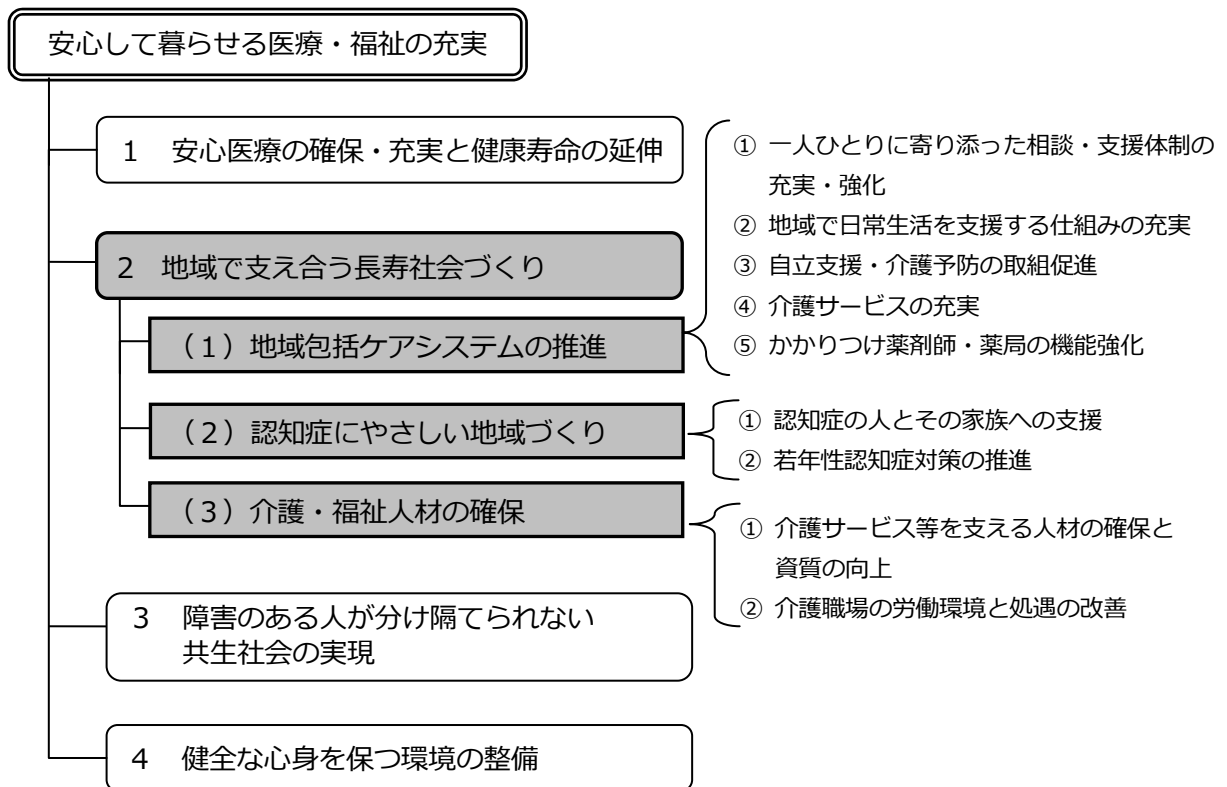 安心して暮らせる医療・福祉の充実
1 安心医療の確保・充実と健康寿命の延伸
2 地域で支え合う長寿社会づくり
（１）地域包括ケアシステムの推進
① 一人ひとりに寄り添った相談・支援体制の
充実・強化
② 地域で日常生活を支援する仕組みの充実
③ 自立支援・介護予防の取組促進
④ 介護サービスの充実
⑤ かかりつけ薬剤師・薬局の機能強化
（２）認知症にやさしい地域づくり
① 認知症の人とその家族への支援
② 若年性認知症対策の推進
（３）介護・福祉人材の確保
① 介護サービス等を支える人材の確保と
資質の向上
② 介護職場の労働環境と処遇の改善
3 障害のある人が分け隔てられない
共生社会の実現
4 健全な心身を保つ環境の整備